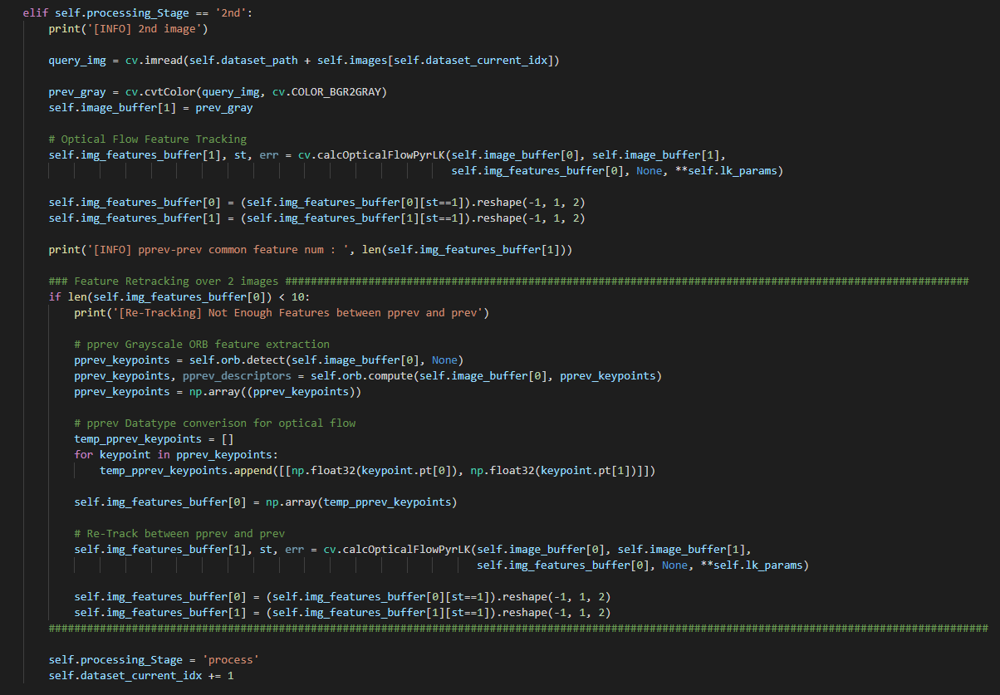 elif self.processing_Stage == '2nd':
print('[INFO] 2nd image')
query_img = cv.imread(self.dataset_path + self.images[self.dataset_current_idx])
prev_gray = cv.cvtColor(query_img, cv.COLOR_BGR2GRAY)
self.image_buffer[1] = prev_gray
# Optical Flow Feature Tracking
self.img_features_buffer[1], st, err = cv.calcOpticalFlowPyrLK(self.image_buffer[0], self.image_buffer[1],
self.img_features_buffer[0], None, **self.lk_params)
self.img_features_buffer[0] = (self.img_features_buffer[0][st==1]).reshape(-1, 1, 2)
self.img_features_buffer[1] = (self.img_features_buffer[1][st==1]).reshape(-1, 1, 2)
print('[INFO] pprev-prev common feature num : ', len(self.img_features_buffer[1]))
### Feature Retracking over 2 images ###########################################################################################################
if len(self.img_features_buffer[0]) < 10:
print('[Re-Tracking] Not Enough Features between pprev and prev')
# pprev Grayscale ORB feature extraction
pprev_keypoints = self.orb.detect(self.image_buffer[0], None)
pprev_keypoints, pprev_descriptors = self.orb.compute(self.image_buffer[0], pprev_keypoints)
pprev_keypoints = np.array((pprev_keypoints))
# pprev Datatype converison for optical flow
temp_pprev_keypoints = []
for keypoint in pprev_keypoints:
temp_pprev_keypoints.append([[np.float32(keypoint.pt[0]), np.float32(keypoint.pt[1])]])
self.img_features_buffer[0] = np.array(temp_pprev_keypoints)
# Re-Track between pprev and prev
self.img_features_buffer[1], st, err = cv.calcOpticalFlowPyrLK(self.image_buffer[0], self.image_buffer[1],
self.img_features_buffer[0], None, **self.lk_params)
self.img_features_buffer[0] = (self.img_features_buffer[0][st==1]).reshape(-1, 1, 2)
self.img_features_buffer[1] = (self.img_features_buffer[1][st==1]).reshape(-1, 1, 2)
###################################################################################################################################################
self.processing_Stage = 'process'
self.dataset_current_idx += 1